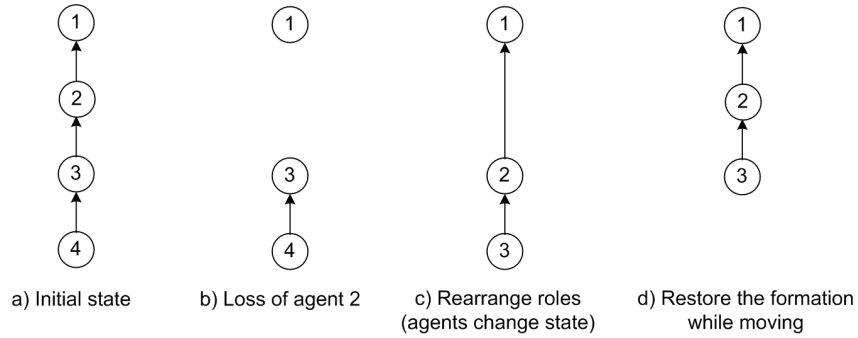 1
2
3
4
a) Initial state
1
3
4
b) Loss of agent 2
1
2
3
c) Rearrange roles
(agents change state)
1
2
3
d) Restore the formation
while moving